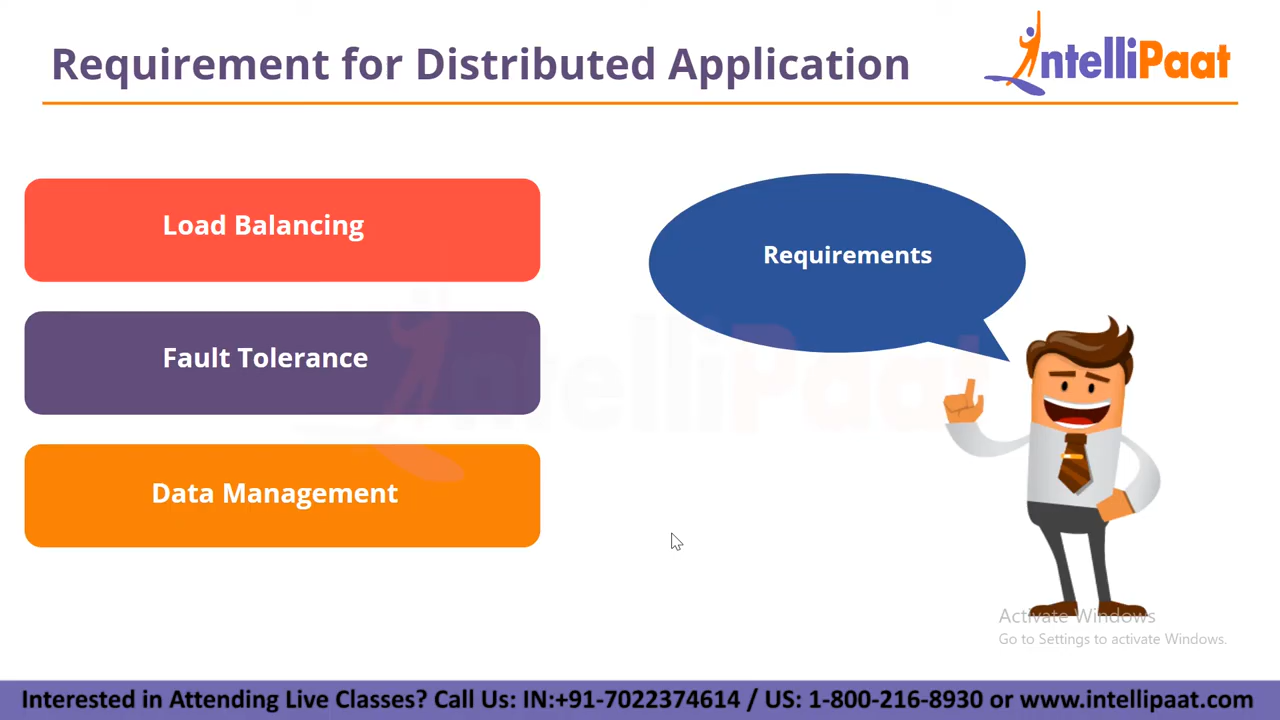 Requirement for Distributed Application
IntelliPaat
Load Balancing
Requirements
Fault Tolerance
IntelliPaat
Data Management
Activate Windows
Go to Settings to activate Windows.
Interested in Attending Live Classes? Call Us: IN:+91-7022374614 / US: 1-800-216-8930 or www.intellipaat.com